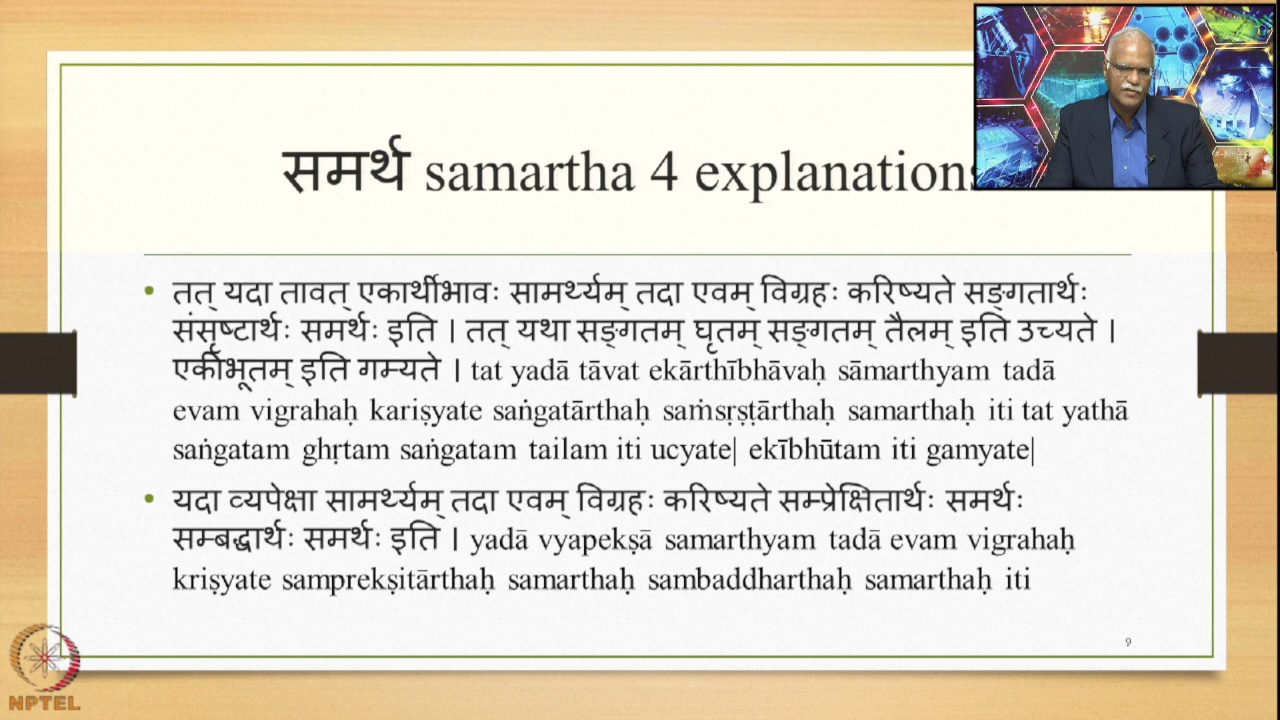 समर्थ samartha 4 explanations
• तत् यदा तावत् एकार्थीभावः सामर्थ्यम् तदा एवम् विग्रहः करिष्यते सङ्गतार्थः
संसृष्टार्थः समर्थः इति । तत् यथा सङ्गतम् घृतम् सङ्गतम् तैलम् इति उच्यते ।
एकीभूतम् इति गम्यते । tat yadā tāvat ekārthībhāvaḥ sāmarthyam tadā
evam vigrahaḥ kariṣyate saṅgatārthaḥ saṁsṛṣṭārthaḥ samarthaḥ iti tat yathā
saṅgatam ghṛtam saṅgatam tailam iti ucyate| ekībhūtam iti gamyate|
• यदा व्यपेक्षा सामर्थ्यम् तदा एवम् विग्रहः करिष्यते सम्प्रेक्षितार्थः समर्थः
सम्बद्धार्थः समर्थः इति । yadā vyapekṣā samarthyam tadā evam vigrahaḥ
kriṣyate samprekṣitārthaḥ samarthaḥ sambaddharthaḥ samarthaḥ iti
9
NPTEL